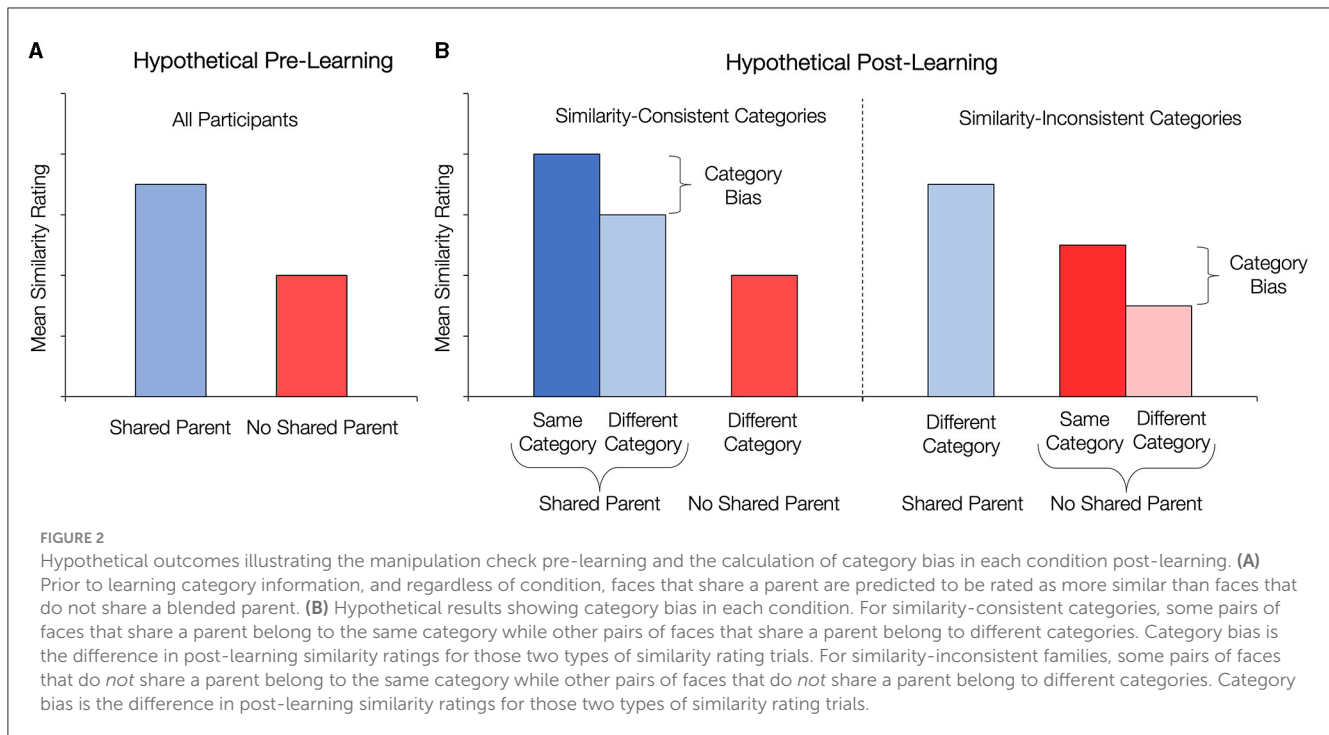 A
Hypothetical Pre-Learning
All Participants
Mean Similarity Rating
Shared Parent
No Shared Parent
B
Hypothetical Post-Learning
Similarity-Consistent Categories
Similarity-Inconsistent Categories
Mean Similarity Rating
Category
Bias
Category
Bias
Same
Category
Different
Category
Different
Category
Different
Category
Same
Category
Different
Category
Shared Parent
No Shared Parent
Shared Parent
No Shared Parent
FIGURE 2
Hypothetical outcomes illustrating the manipulation check pre-learning and the calculation of category bias in each condition post-learning. (A)
Prior to learning category information, and regardless of condition, faces that share a parent are predicted to be rated as more similar than faces that
do not share a blended parent. (B) Hypothetical results showing category bias in each condition. For similarity-consistent categories, some pairs of
faces that share a parent belong to the same category while other pairs of faces that share a parent belong to different categories. Category bias is
the difference in post-learning similarity ratings for those two types of similarity rating trials. For similarity-inconsistent families, some pairs of faces
that do not share a parent belong to the same category while other pairs of faces that do not share a parent belong to different categories. Category
bias is the difference in post-learning similarity ratings for those two types of similarity rating trials.